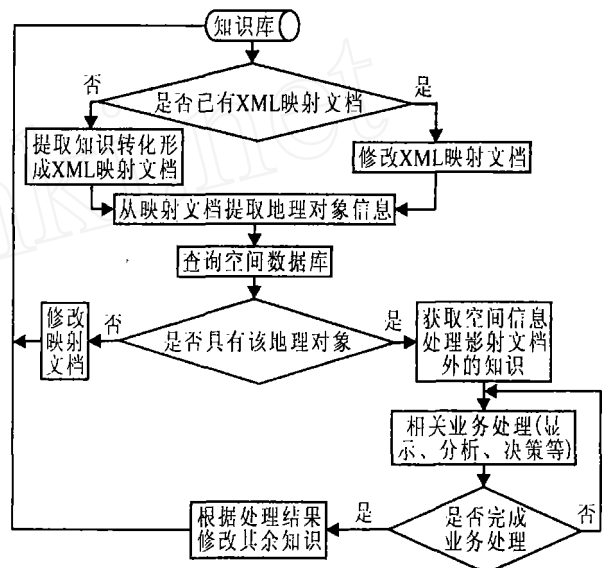 知识库
否
是
是否已有XML映射文档
提取知识转化形
成XML映射文档
修改XML映射文档
从映射文档提取地理对象信息
查询空间数据库
修改
映射
文档
否
是否具有该地理对象
是
获取空间信息
处理影射文档
外的知识
相关业务处理(显
示、分析、决策等)
根据处理结果
修改其余知识
是
是否完成
业务处理
否